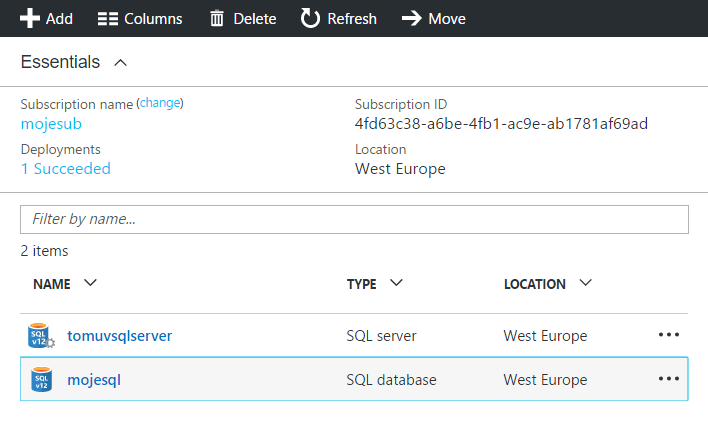 Add Columns Delete Refresh Move
Essentials
Subscription name (change) Subscription ID
mojesub 4fd63c38-a6be-4fb1-ac9e-ab1781af69ad
Deployments Location
1 Succeeded West Europe
Filter by name...
2 items
NAME TYPE LOCATION
SQL v12 tomuvsqlserver SQL server West Europe
SQL v12 mojesql SQL database West Europe